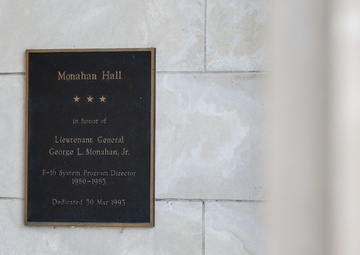 Monahan Hall
in honor of
Lieutenant General
George L. Monahan, Jr.
F-16 System Program Director
1980-1983
Dedicated 30 Mar 1993